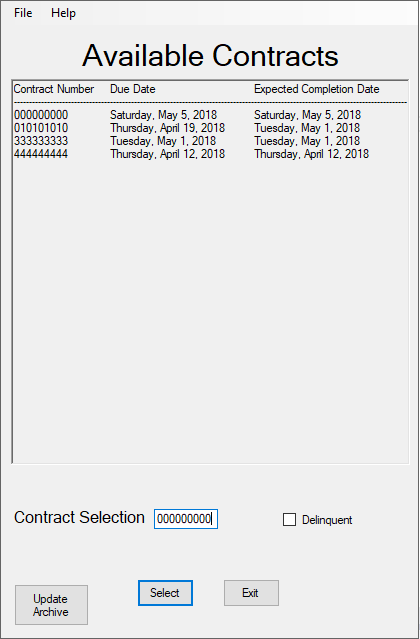 File Help
Available Contracts
Contract Number Due Date Expected Completion Date
000000000 Saturday, May 5, 2018 Saturday, May 5, 2018
010101010 Thursday, April 19, 2018 Tuesday, May 1, 2018
333333333 Tuesday, May 1, 2018 Tuesday, May 1, 2018
444444444 Thursday, April 12, 2018 Thursday, April 12, 2018
Contract Selection 000000000 Delinquent
Update
Archive
Select Exit